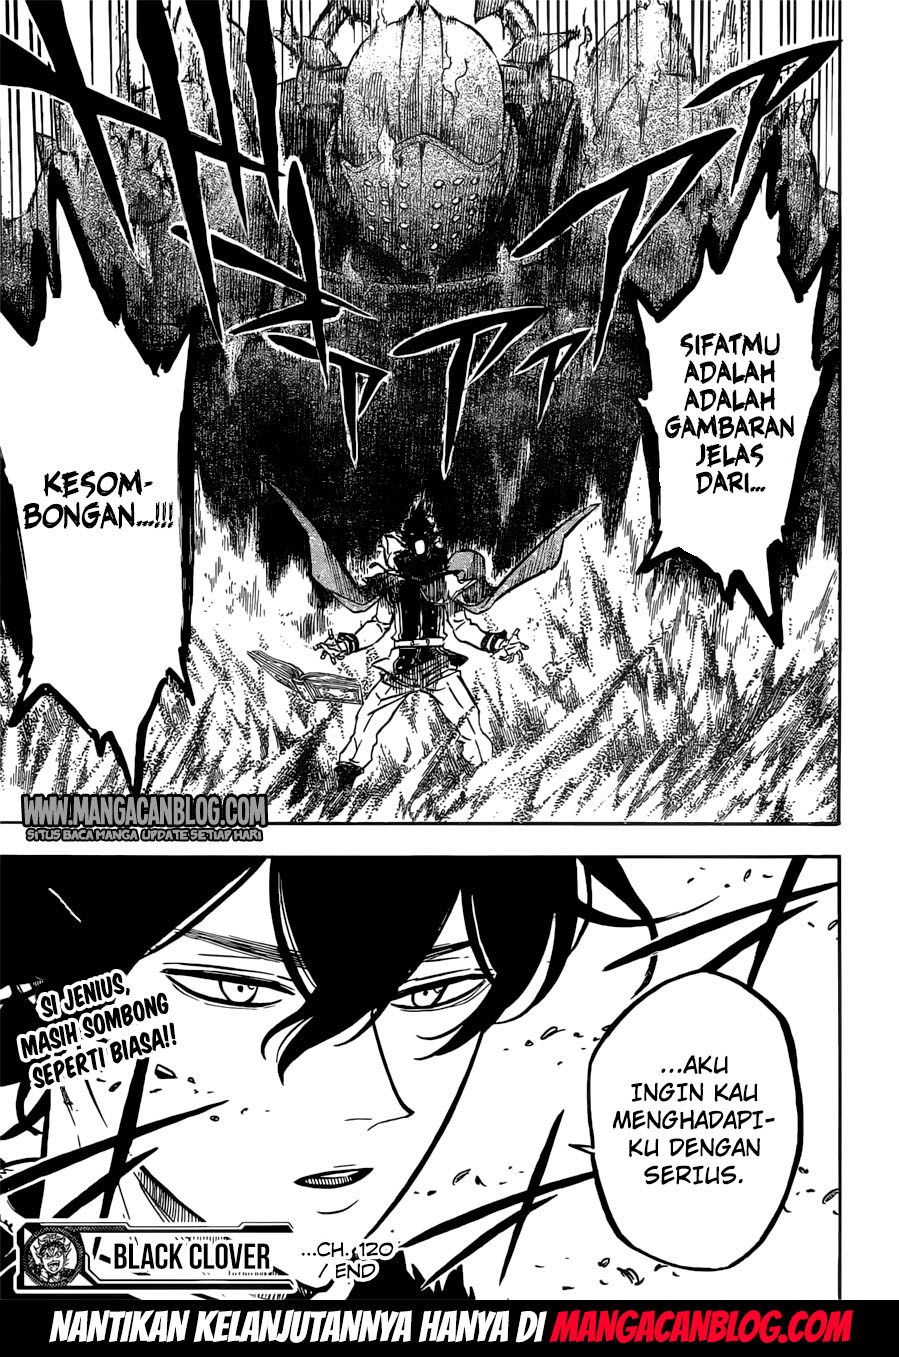 SIFATMU
ADALAH
ADALAH
GAMBARAN
JELAS
DARI...
KESOM-
BONGAN...!!!
WWW.MANGACANBLOG.COM
SITUS BACA MANGA UPDATE SETIAP HARI
...AKU
INGIN KAU
MENGHADAPI-
KU DENGAN
SERIUS.
SI JENIUS,
MASIH SOMBONG
SEPERTI BIASA!!
BLACK CLOVER
...CH. 120
/ END
NANTIKAN KELANJUTANNYA HANYA DI MANGACANBLOG.COM